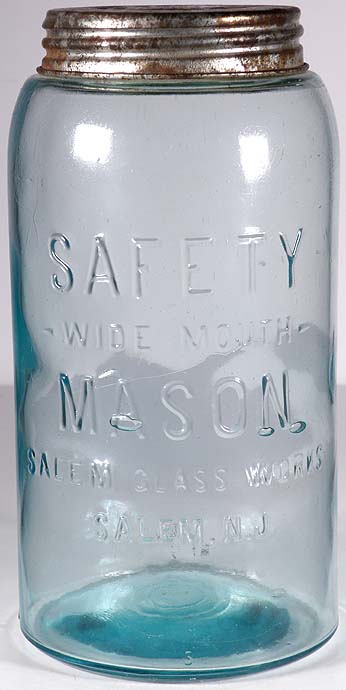 SAFETY
-WIDE MOUTH-
MASON
SALEM GLASS WORKS
SALEM, N.J